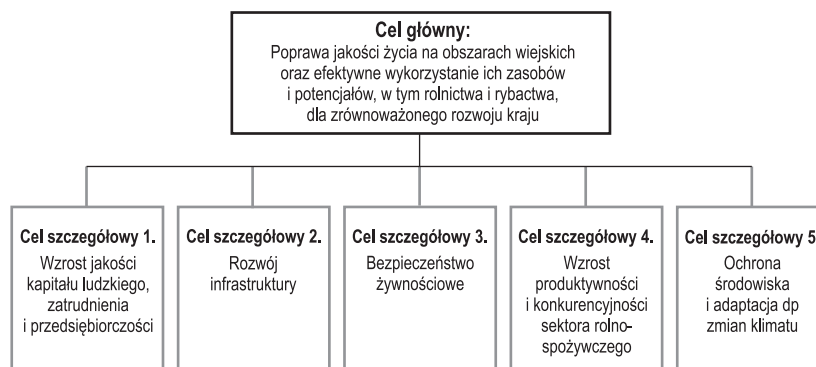 Cel główny:
Poprawa jakości życia na obszarach wiejskich
oraz efektywne wykorzystanie ich zasobów
i potencjałów, w tym rolnictwa i rybactwa,
dla zrównoważonego rozwoju kraju
Cel szczegółowy 1.
Wzrost jakości
kapitału ludzkiego,
zatrudnienia
i przedsiębiorczości
Cel szczegółowy 2.
Rozwój
infrastruktury
Cel szczegółowy 3.
Bezpieczeństwo
żywnościowe
Cel szczegółowy 4.
Wzrost
produktywności
i konkurencyjności
sektora rolno-
spożywczego
Cel szczegółowy 5
Ochrona
środowiska
i adaptacja dp
zmian klimatu